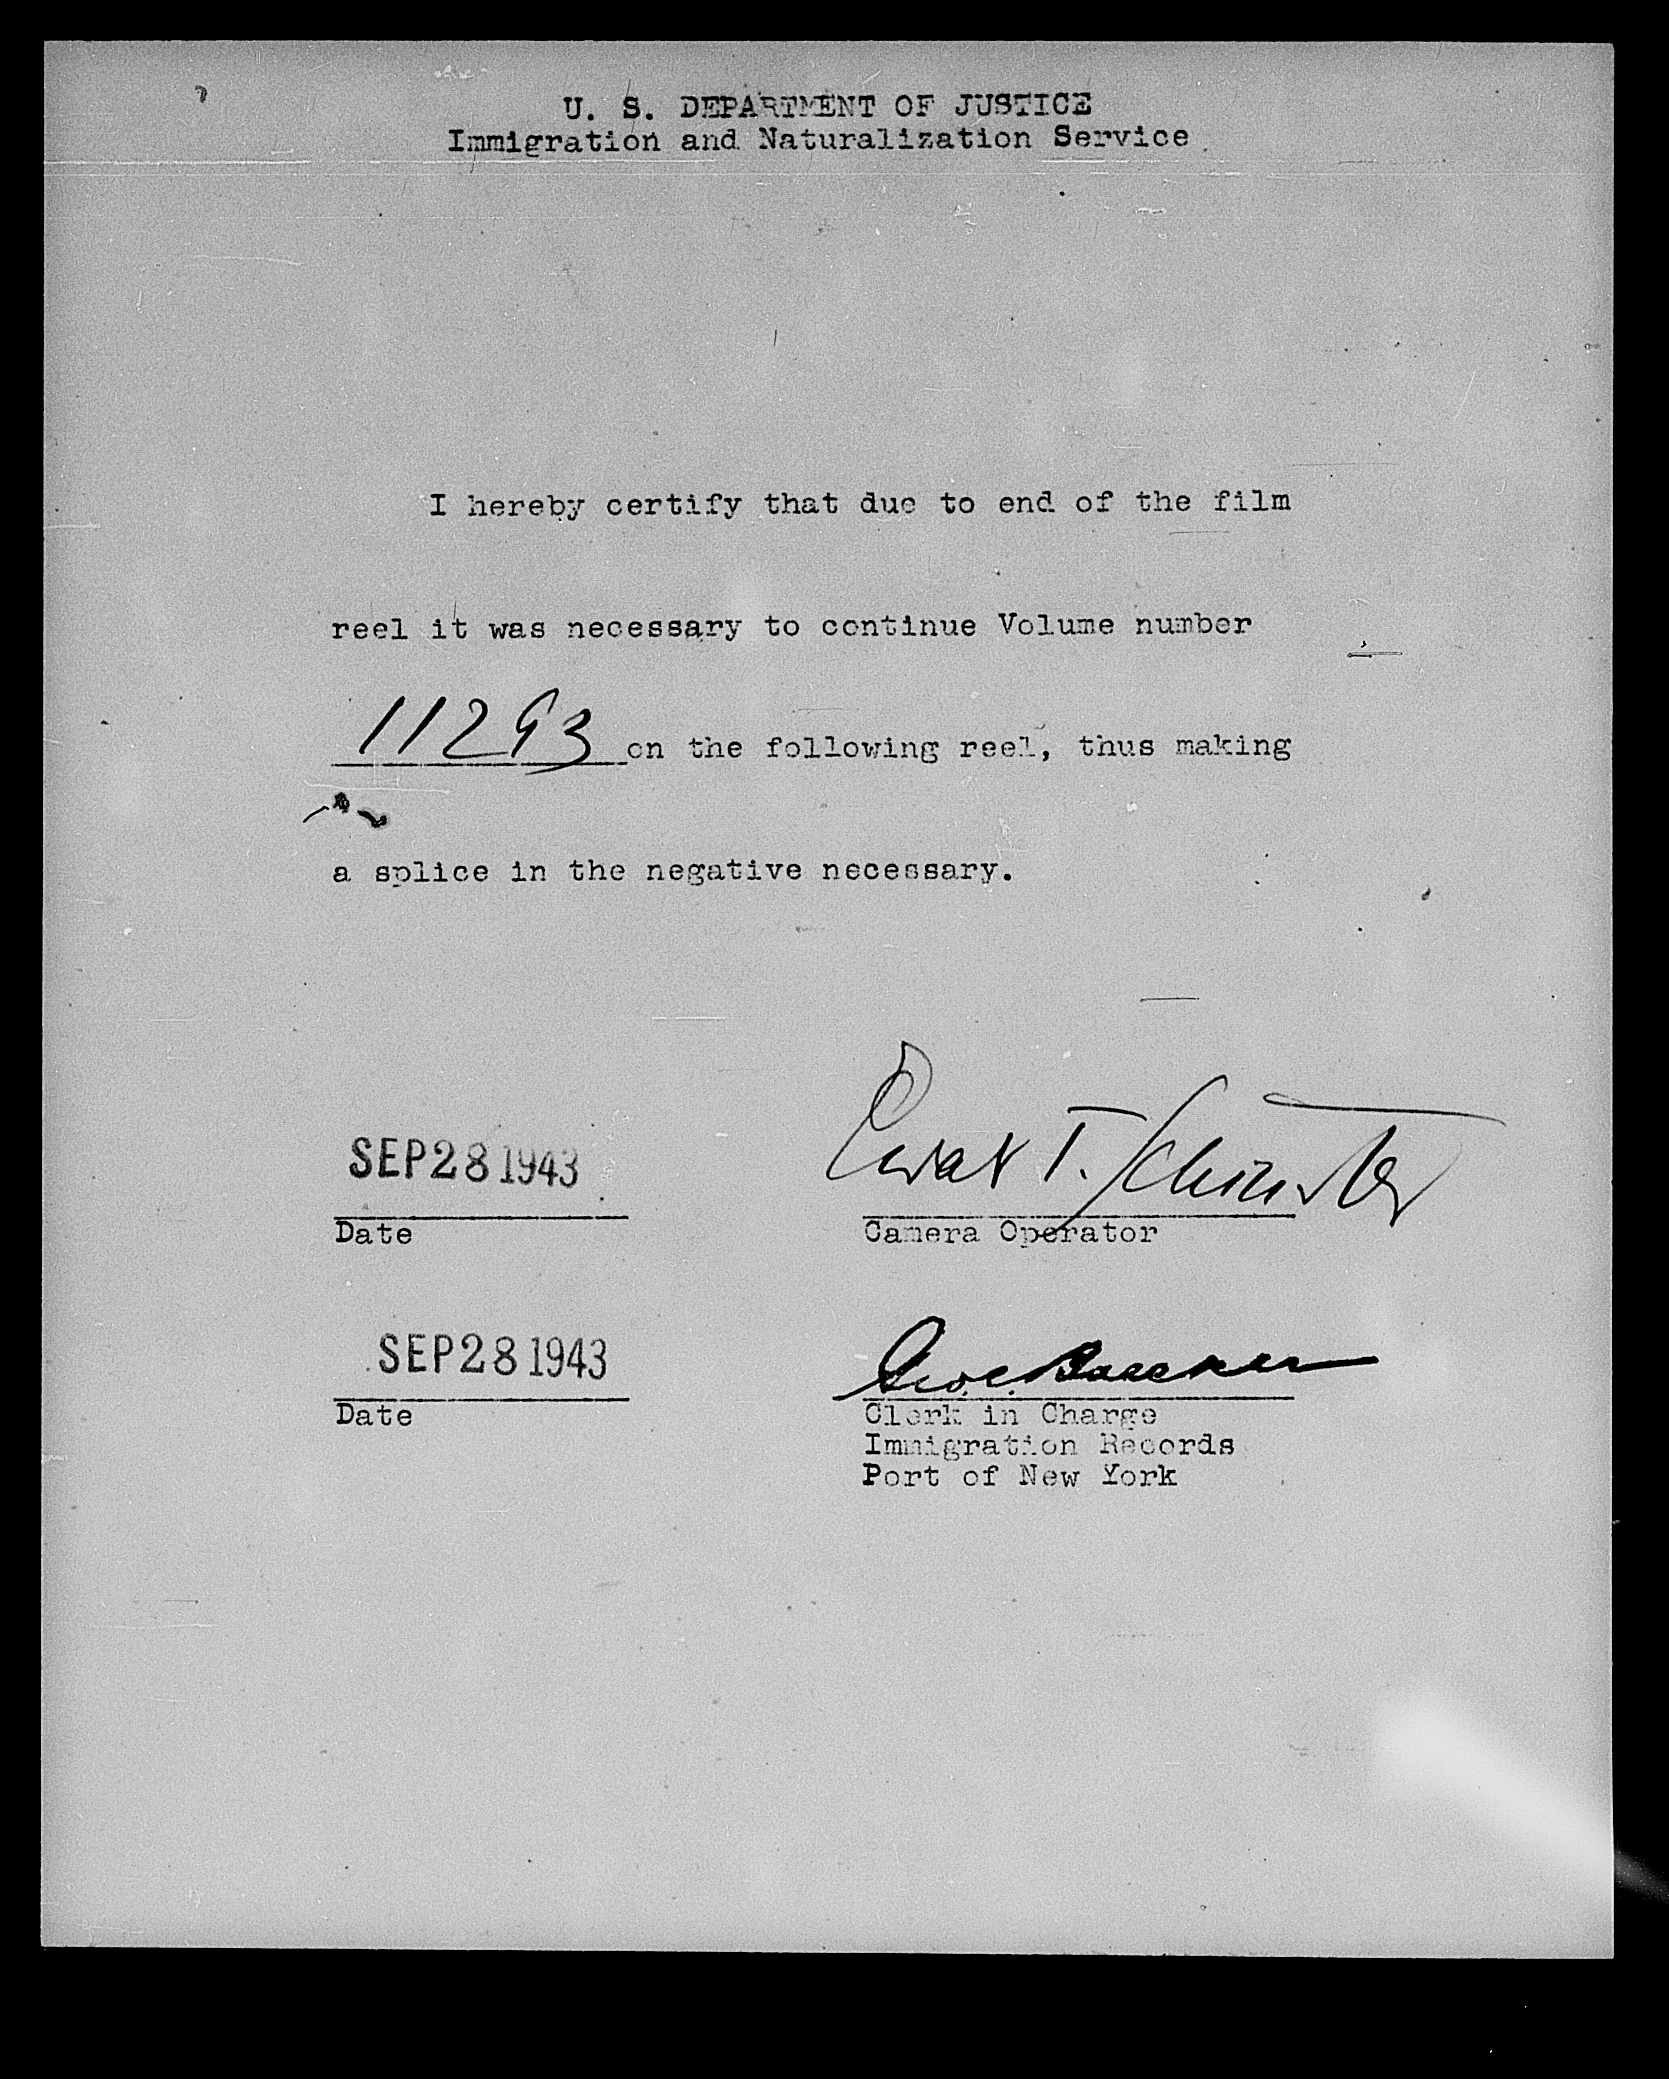 U. S. DEPARTMENT OF JUSTICE
Immigration and Naturalization Service
I hereby certify that due to end of the film
reel it was necessary to continue Volume number
11293 on the following reel, thus making
a splice in the negative necessary.
SEP 28 1943
Date
T. Schuster
Camera Operator
SEP 28 1943
Date
Geo. C.
Clerk in Charge
Immigration Records
Port of New York